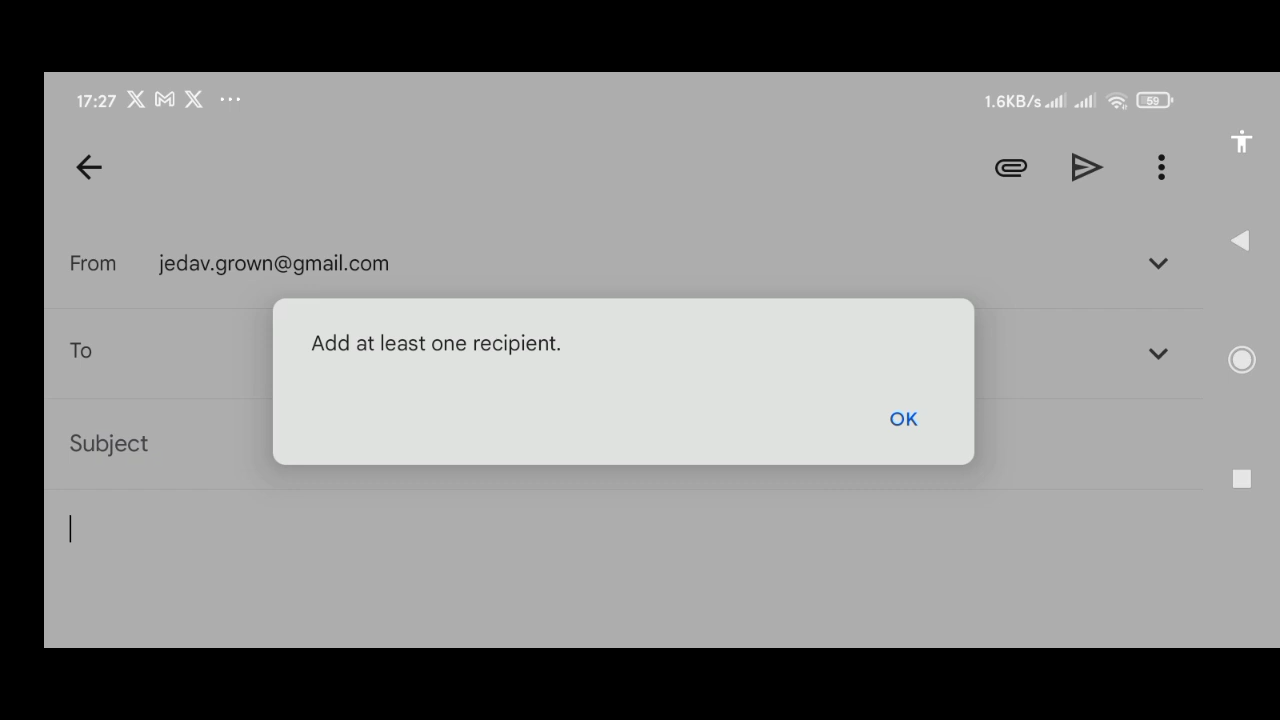 17:27 1.6KB/s 59
From jedav.grown@gmail.com
Add at least one recipient.
To
OK
Subject